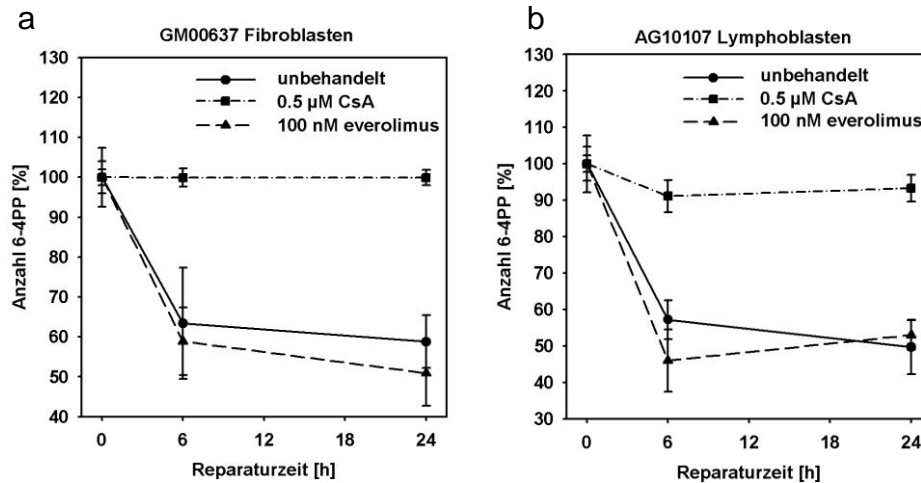 a
GM00637 Fibroblasten
130
120
110
100
90
80
70
60
50
40
Anzahl 6-4PP [%]
unbehandelt
0.5 µM CsA
100 nM everolimus
0 6 12 18 24
Reparaturzeit [h]
b
AG10107 Lymphoblasten
130
120
110
100
90
80
70
60
50
40
30
Anzahl 6-4PP [%]
unbehandelt
0.5 µM CsA
100 nM everolimus
0 6 12 18 24
Reparaturzeit [h]